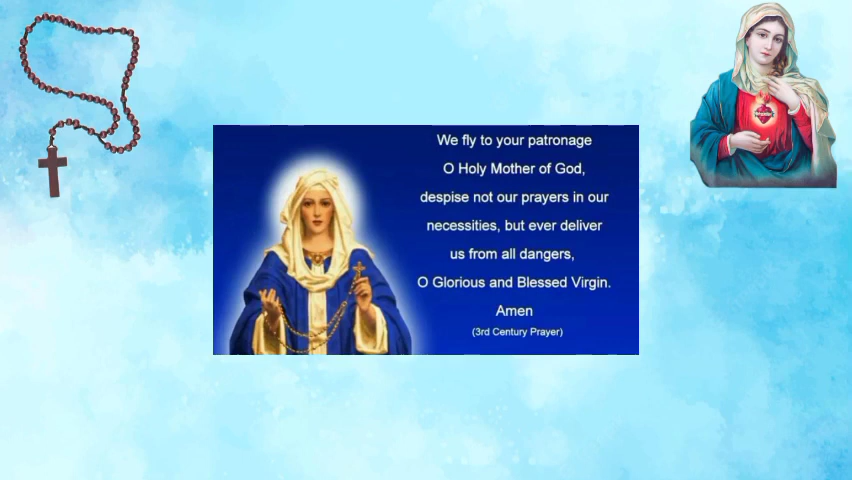 We fly to your patronage
O Holy Mother of God,
despise not our prayers in our
necessities, but ever deliver
us from all dangers,
O Glorious and Blessed Virgin.
Amen
(3rd Century Prayer)